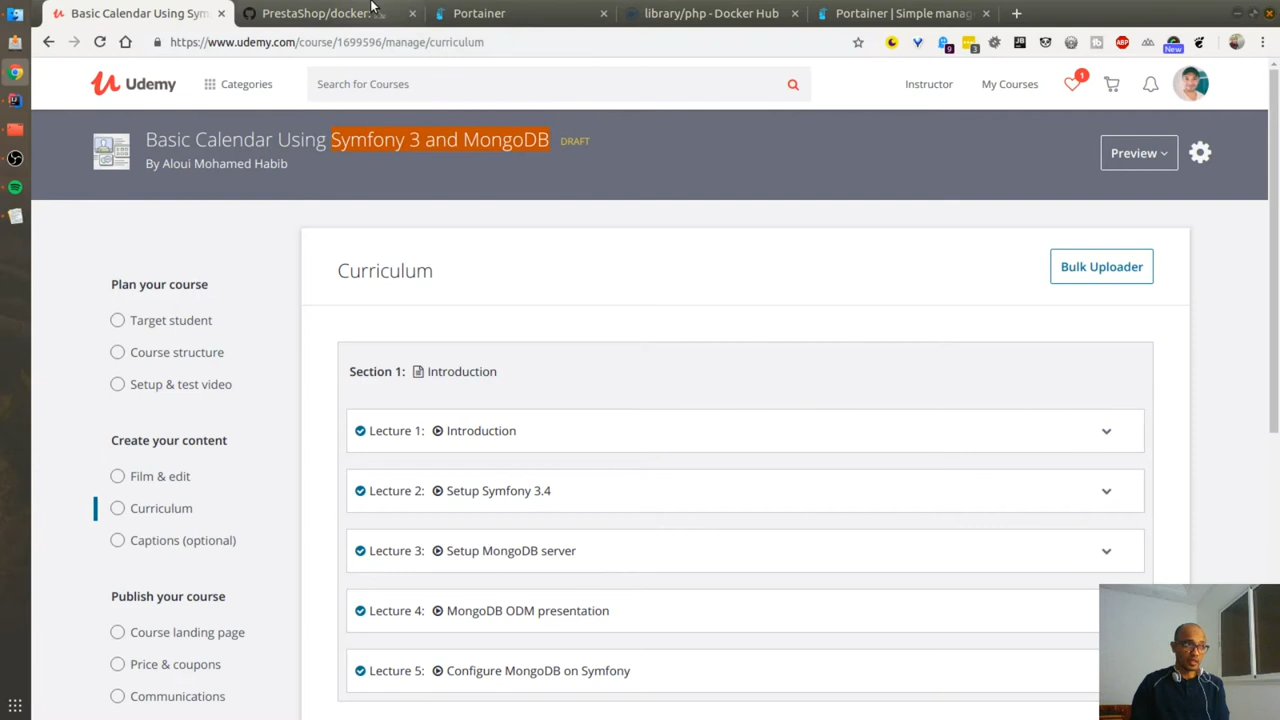 Basic Calendar Using Sym
PrestaShop/docker:
Portainer
library/php - Docker Hub
Portainer | Simple manag
https://www.udemy.com/course/1699596/manage/curriculum
9
3
JB
ABP
New
Udemy
Categories
Search for Courses
Instructor
My Courses
1
Basic Calendar Using Symfony 3 and MongoDB
DRAFT
By Aloui Mohamed Habib
Preview
Curriculum
Bulk Uploader
Plan your course
Target student
Course structure
Setup & test video
Create your content
Film & edit
Curriculum
Captions (optional)
Publish your course
Course landing page
Price & coupons
Communications
Section 1: Introduction
Lecture 1: Introduction
Lecture 2: Setup Symfony 3.4
Lecture 3: Setup MongoDB server
Lecture 4: MongoDB ODM presentation
Lecture 5: Configure MongoDB on Symfony